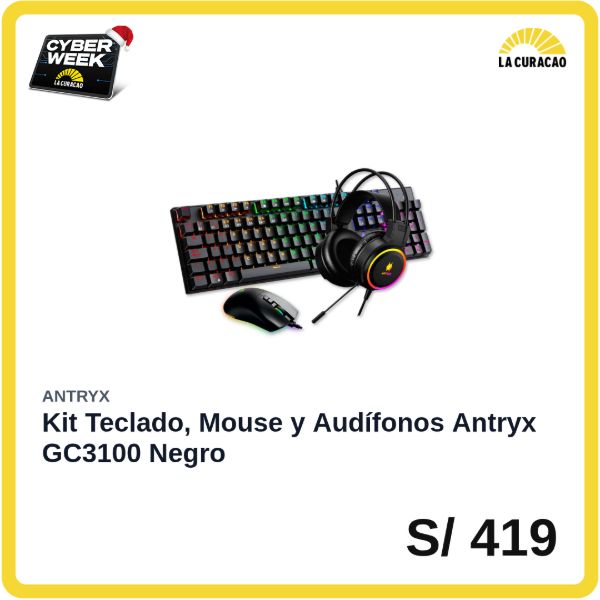 CYBER
WEEK
LA CURACAO
LA CURACAO
ANTRYX
Kit Teclado, Mouse y Audífonos Antryx
GC3100 Negro
S/ 419